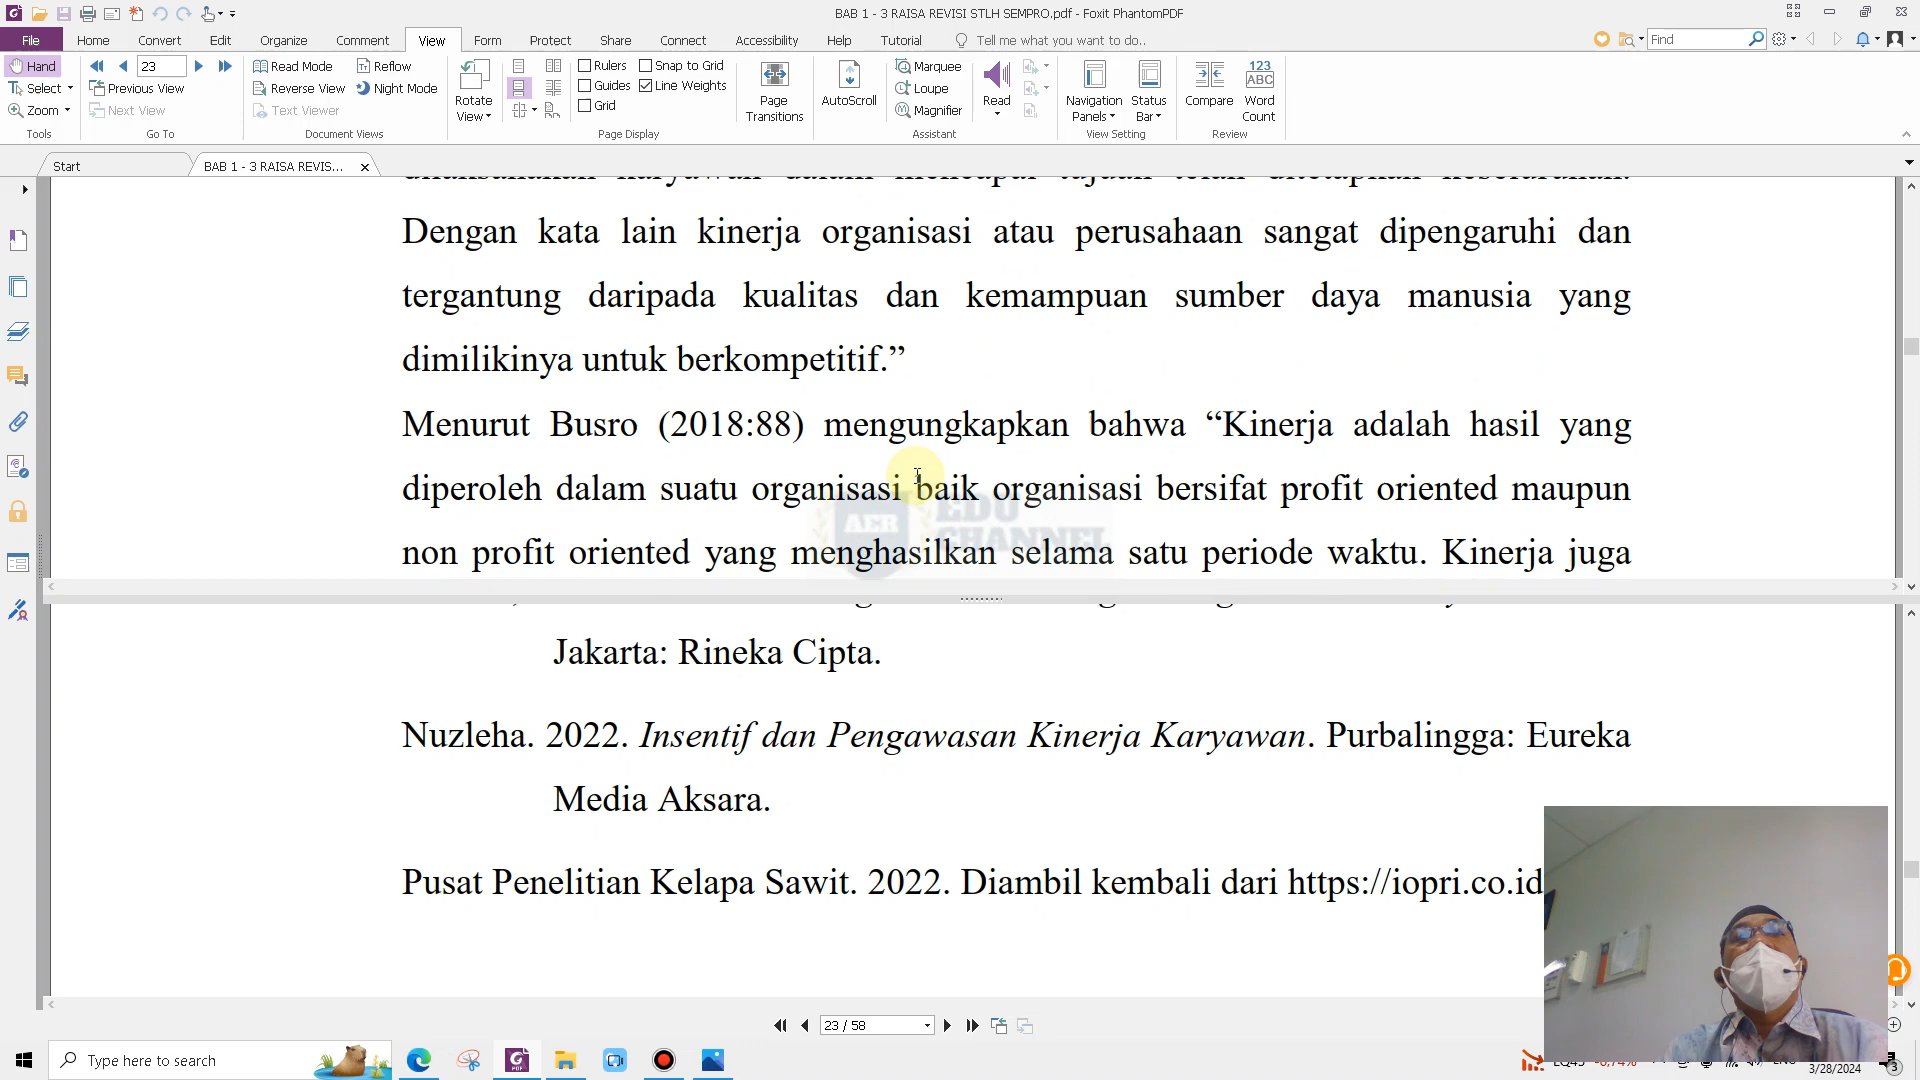 BAB 1 - 3 RAISA REVISI STLH SEMPRO.pdf - Foxit PhantomPDF
File Home Convert Edit Organize Comment View Form Protect Share Connect Accessibility Help Tutorial Tell me what you want to do.. Find
Hand 23 Read Mode Reflow Rulers Snap to Grid Marquee 123
Select Previous View Reverse View Night Mode Guides Line Weights Loupe ABC
Zoom Next View Text Viewer Rotate View Grid Page Transitions AutoScroll Magnifier Read Navigation Panels Status Bar Compare Word Count
Tools Go To Document Views Page Display Assistant View Setting Review
Start BAB 1 - 3 RAISA REVIS...
Dengan kata lain kinerja organisasi atau perusahaan sangat dipengaruhi dan
tergantung daripada kualitas dan kemampuan sumber daya manusia yang
dimilikinya untuk berkompetitif.”
Menurut Busro (2018:88) mengungkapkan bahwa “Kinerja adalah hasil yang
diperoleh dalam suatu organisasi baik organisasi bersifat profit oriented maupun
non profit oriented yang menghasilkan selama satu periode waktu. Kinerja juga
AER EDU CHANNEL
Jakarta: Rineka Cipta.
Nuzleha. 2022. Insentif dan Pengawasan Kinerja Karyawan. Purbalingga: Eureka
Media Aksara.
Pusat Penelitian Kelapa Sawit. 2022. Diambil kembali dari https://iopri.co.id
23 / 58
Type here to search
3/28/2024
3